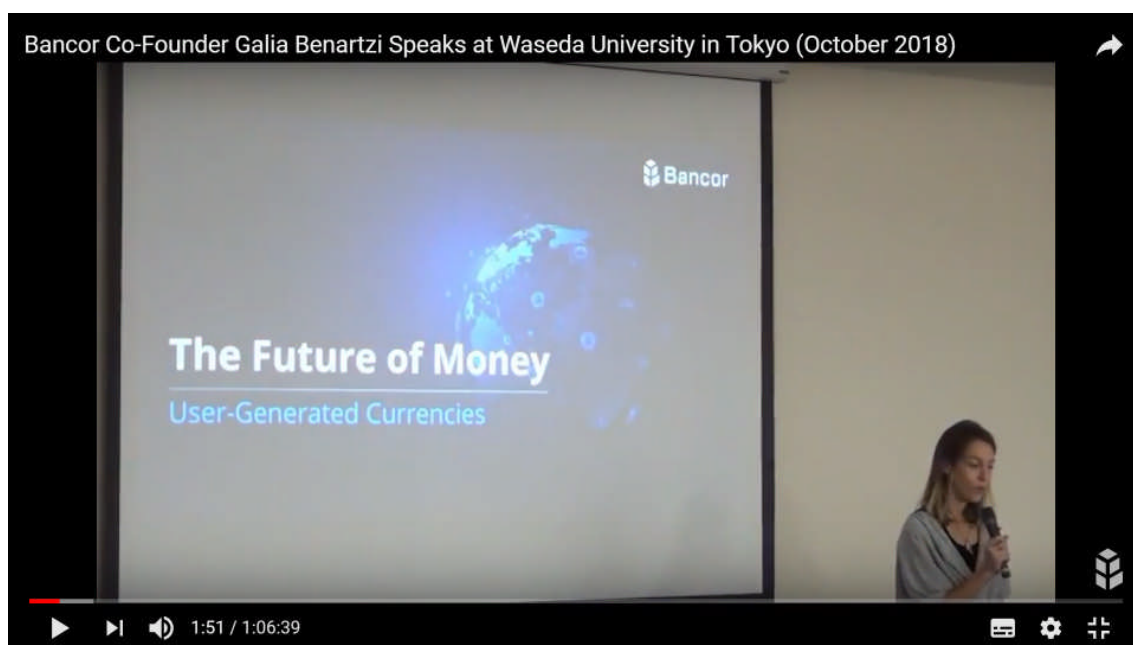 Bancor Co-Founder Galia Benartzi Speaks at Waseda University in Tokyo (October 2018)
Bancor
The Future of Money
User-Generated Currencies
1:51 / 1:06:39